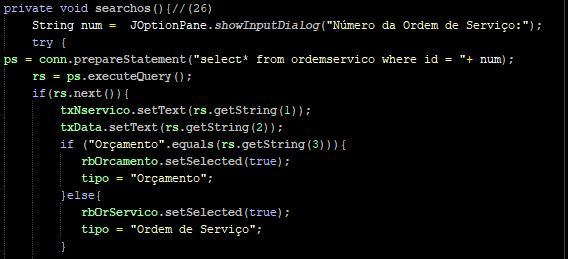 private void searchos(){//(26)
String num = JOptionPane.showInputDialog("Número da Ordem de Serviço:");
try {
ps = conn.prepareStatement("select* from ordemservico where id = "+ num);
rs = ps.executeQuery();
if(rs.next()){
txNservico.setText(rs.getString(1));
txData.setText(rs.getString(2));
if ("Orçamento".equals(rs.getString(3))){
rbOrcamento.setSelected(true);
tipo = "Orçamento";
}else{
rbOrServico.setSelected(true);
tipo = "Ordem de Serviço";
}